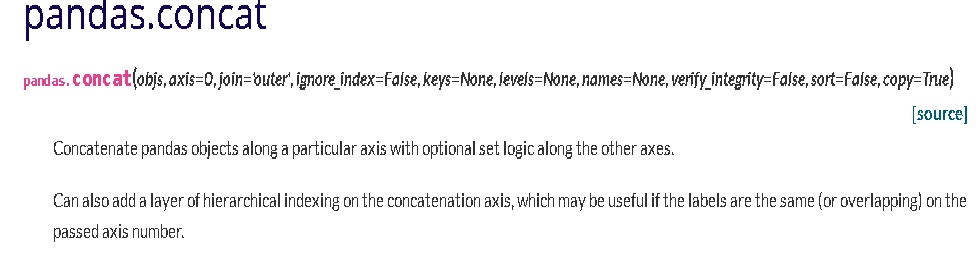 pandas.concat
pandas.concat(objs, axis=0, join='outer', ignore_index=False, keys=None, levels=None, names=None, verify_integrity=False, sort=False, copy=True)
[source]
Concatenate pandas objects along a particular axis with optional set logic along the other axes.
Can also add a layer of hierarchical indexing on the concatenation axis, which may be useful if the labels are the same (or overlapping) on the
passed axis number.